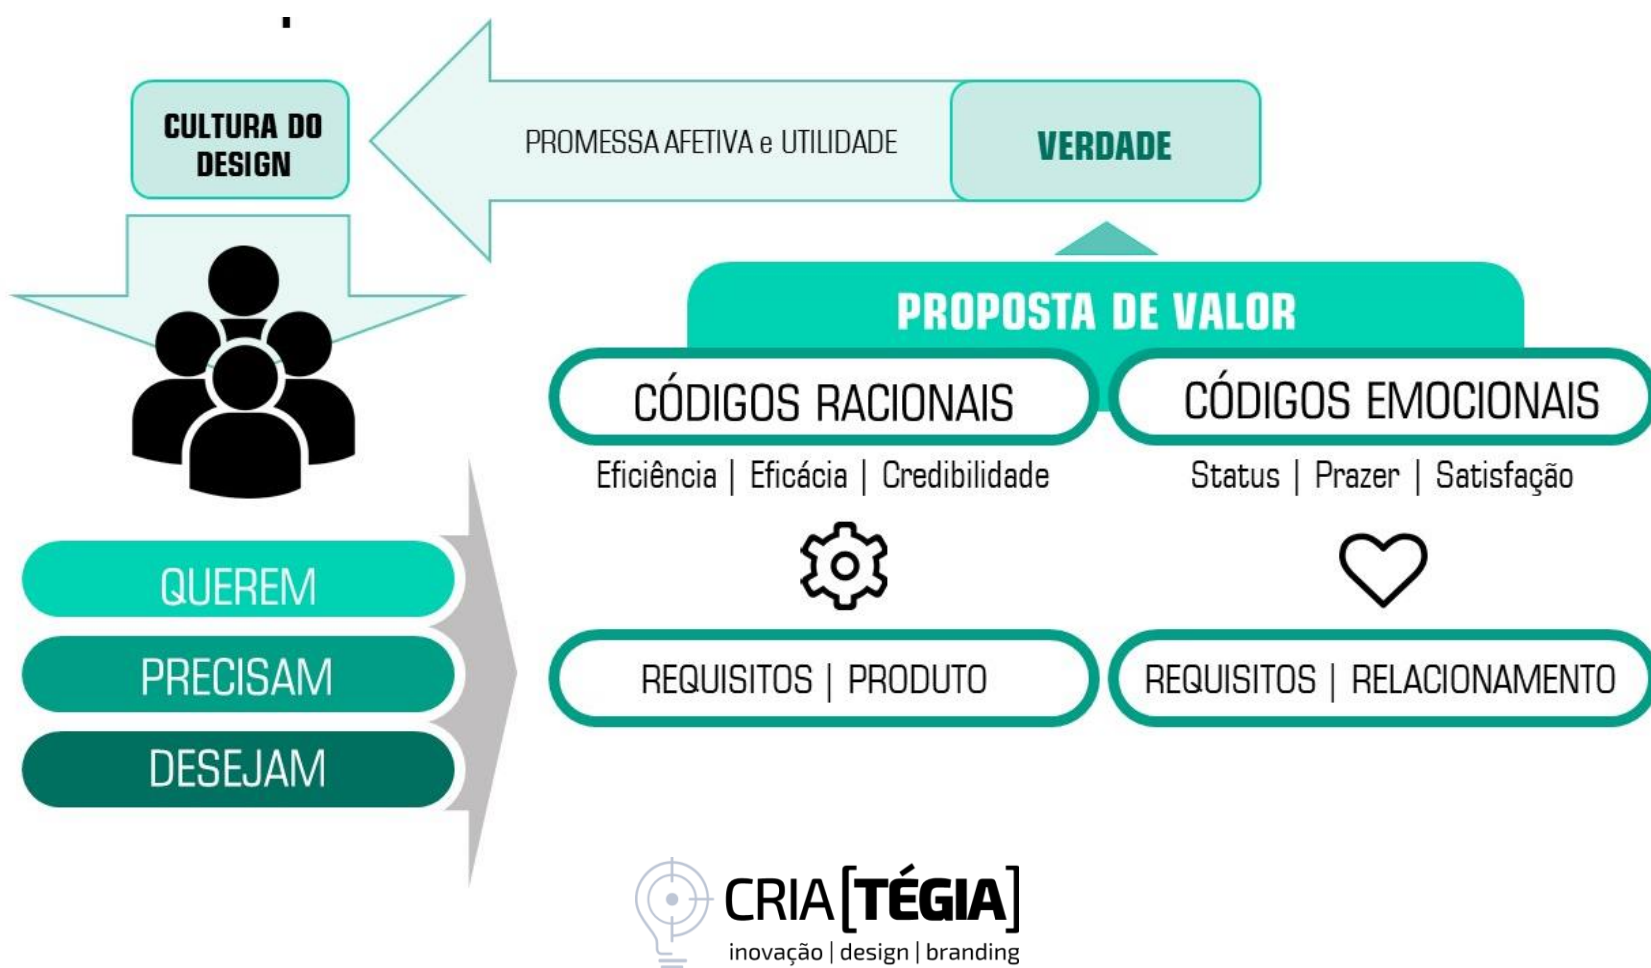 CULTURA DO
DESIGN
PROMESSA AFETIVA e UTILIDADE
VERDADE
PROPOSTA DE VALOR
CÓDIGOS RACIONAIS
CÓDIGOS EMOCIONAIS
Eficiência | Eficácia | Credibilidade
Status | Prazer | Satisfação
QUEREM
PRECISAM
DESEJAM
REQUISITOS | PRODUTO
REQUISITOS | RELACIONAMENTO
CRIA[TÉGIA]
inovação | design | branding